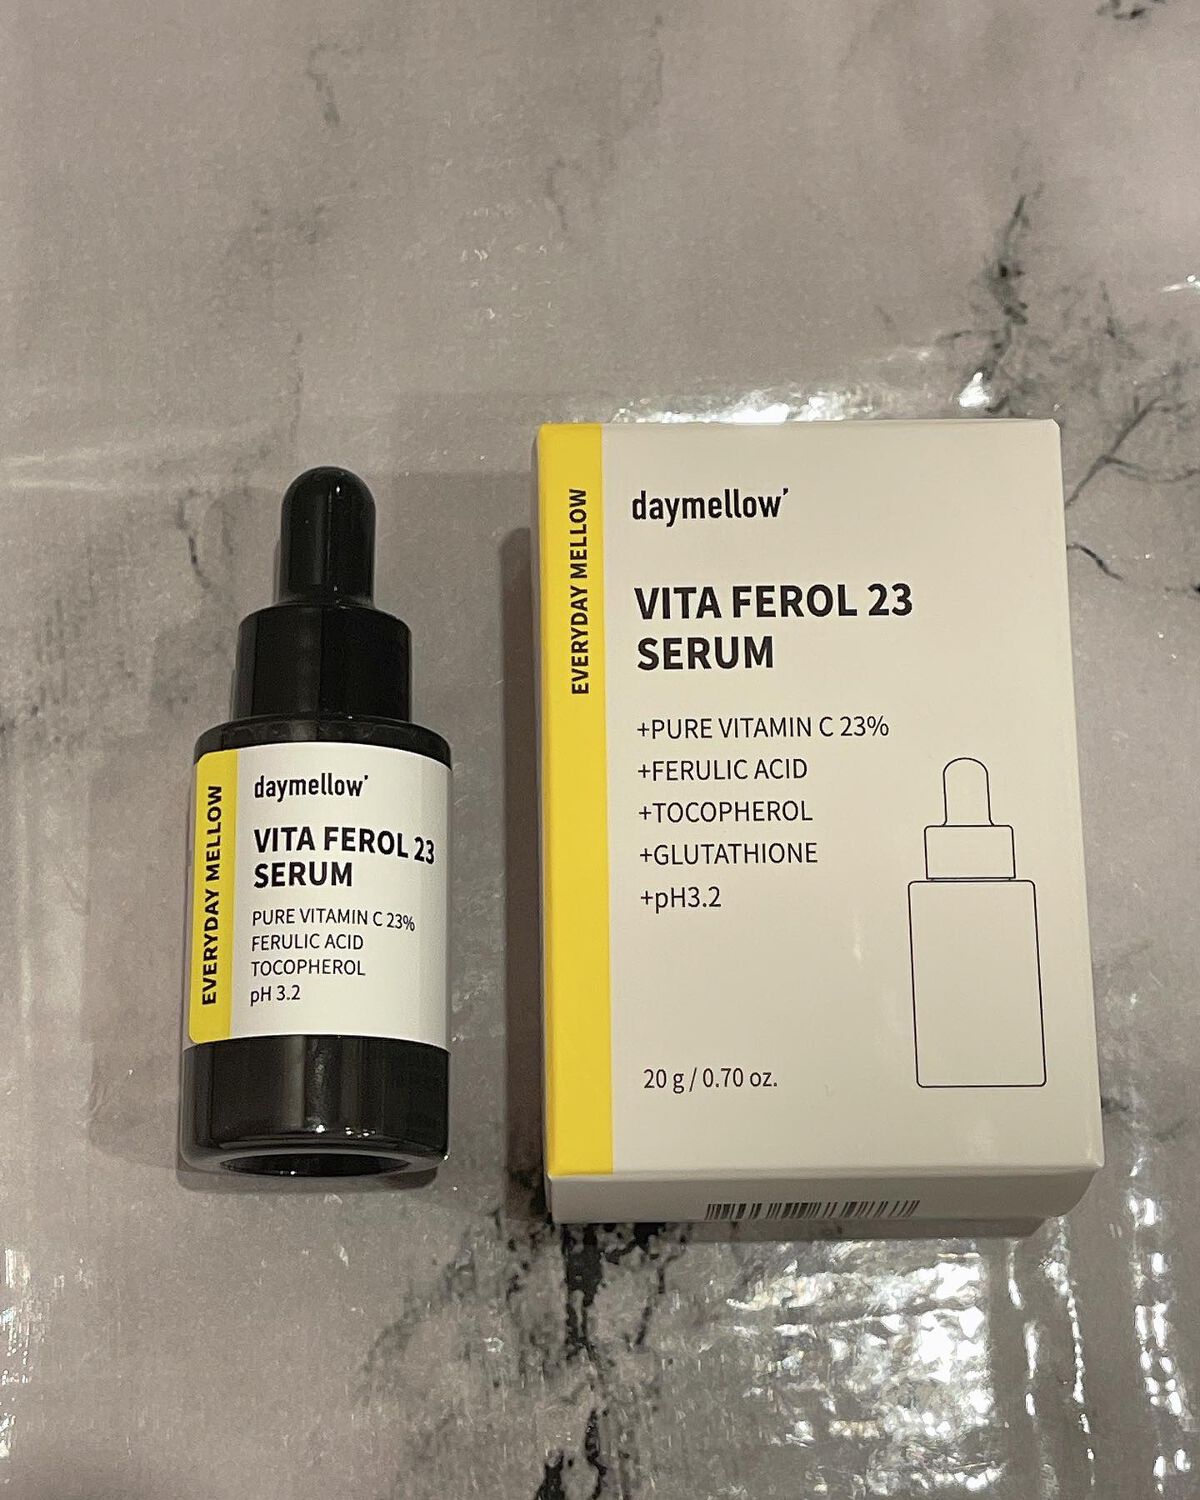 EVERYDAY MELLOW
daymellow'
VITA FEROL 23
SERUM
PURE VITAMIN C 23%
FERULIC ACID
TOCOPHEROL
pH 3.2
EVERYDAY MELLOW
daymellow'
VITA FEROL 23
SERUM
+PURE VITAMIN C 23%
+FERULIC ACID
+TOCOPHEROL
+GLUTATHIONE
+pH3.2
20 g / 0.70 oz.